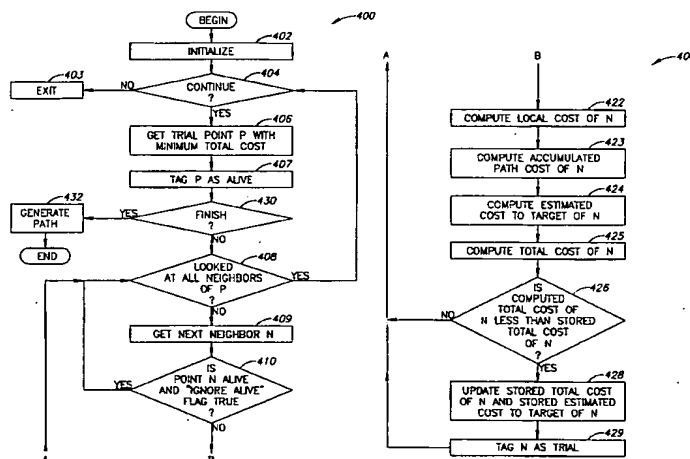 400
BEGIN
402
INITIALIZE
403
404
EXIT
NO
CONTINUE
?
YES
406
GET TRIAL POINT P WITH
MINIMUM TOTAL COST
407
TAG P AS ALIVE
432
430
GENERATE
PATH
YES
FINISH
?
NO
END
408
LOOKED
AT ALL NEIGHBORS
OF P
?
YES
NO
409
GET NEXT NEIGHBOR N
410
IS
POINT N ALIVE
AND "IGNORE ALIVE"
FLAG TRUE
?
YES
NO
A
B
40
422
COMPUTE LOCAL COST OF N
423
COMPUTE ACCUMULATED
PATH COST OF N
424
COMPUTE ESTIMATED
COST TO TARGET OF N
425
COMPUTE TOTAL COST OF N
426
IS
COMPUTED
TOTAL COST OF
N LESS THAN STORED
TOTAL COST
OF N
?
NO
YES
428
UPDATE STORED TOTAL COST
OF N AND STORED ESTIMATED
COST TO TARGET OF N
429
TAG N AS TRIAL